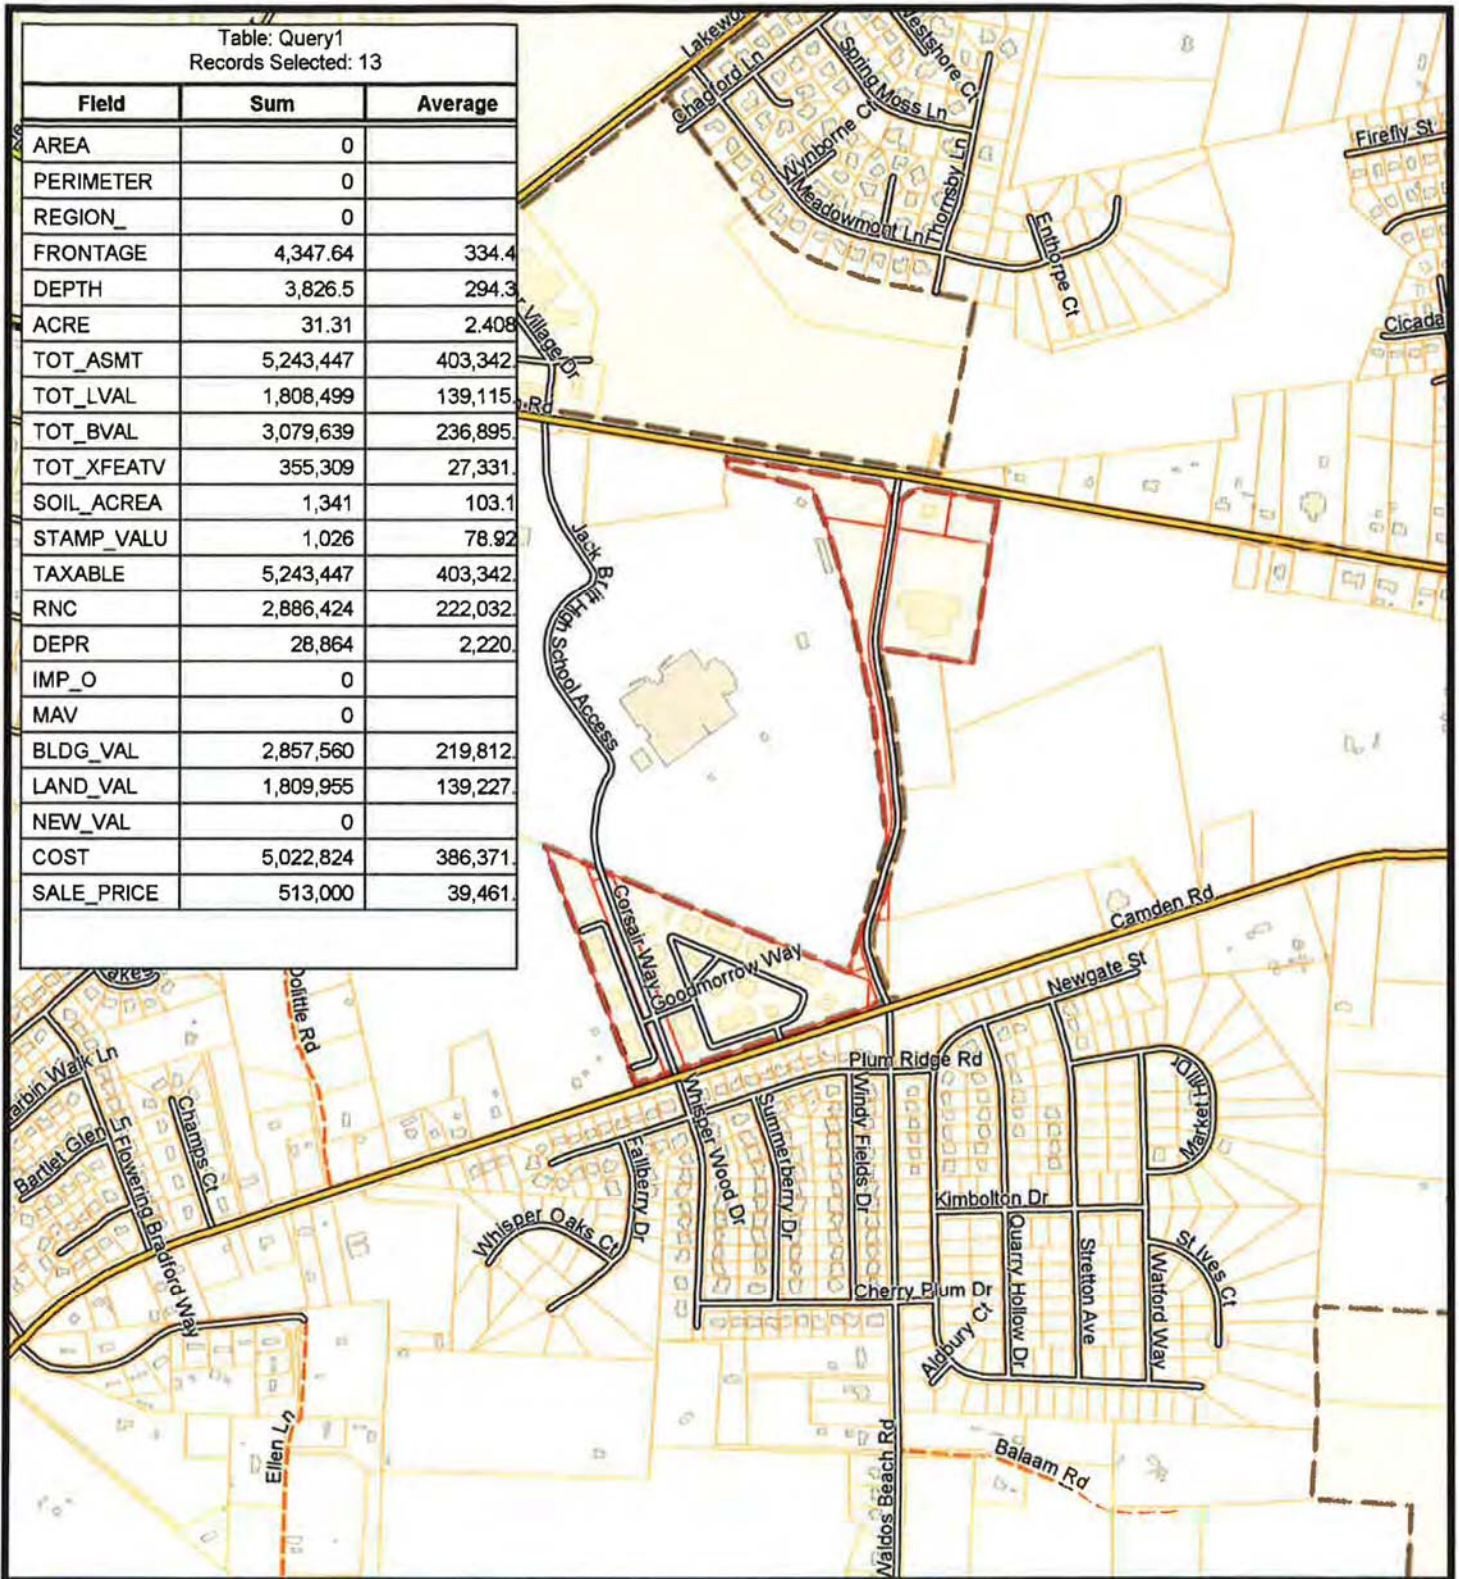 Table: Query1
Records Selected: 13
Field Sum Average
AREA 0
PERIMETER 0
REGION_ 0
FRONTAGE 4,347.64 334.4
DEPTH 3,826.5 294.3
ACRE 31.31 2.408
TOT_ASMT 5,243,447 403,342.
TOT_LVAL 1,808,499 139,115.
TOT_BVAL 3,079,639 236,895.
TOT_XFEATV 355,309 27,331.
SOIL_ACREA 1,341 103.1
STAMP_VALU 1,026 78.92
TAXABLE 5,243,447 403,342.
RNC 2,886,424 222,032.
DEPR 28,864 2,220.
IMP_O 0
MAV 0
BLDG_VAL 2,857,560 219,812.
LAND_VAL 1,809,955 139,227.
NEW_VAL 0
COST 5,022,824 386,371.
SALE_PRICE 513,000 39,461.
Lakewo
Chagford Ln
Spring Moss Ln
Westshore Ct
Wynborne Ct
Meadowmont Ln
Thornsby Ln
Enthorpe Ct
Firefly St
Cicada
r Village Dr
Rd
Jack Britt High School Access
Corsair Way
Goodmorrow Way
Camden Rd
Newgate St
Plum Ridge Rd
Market Hill Dr
Doolittle Rd
arbin Walk Ln
Bartlet Glen Ln
Flowering Bradford Way
Champs Ct
Whisper Oaks Ct
Fallberry Dr
Whisper Wood Dr
Summerberry Dr
Windy Fields Dr
Kimbolton Dr
Quarry Hollow Dr
Stretton Ave
Watford Way
St Ives Ct
Cherry Plum Dr
Aldbury Ct
Ellen Ln
Waldos Beach Rd
Balaam Rd